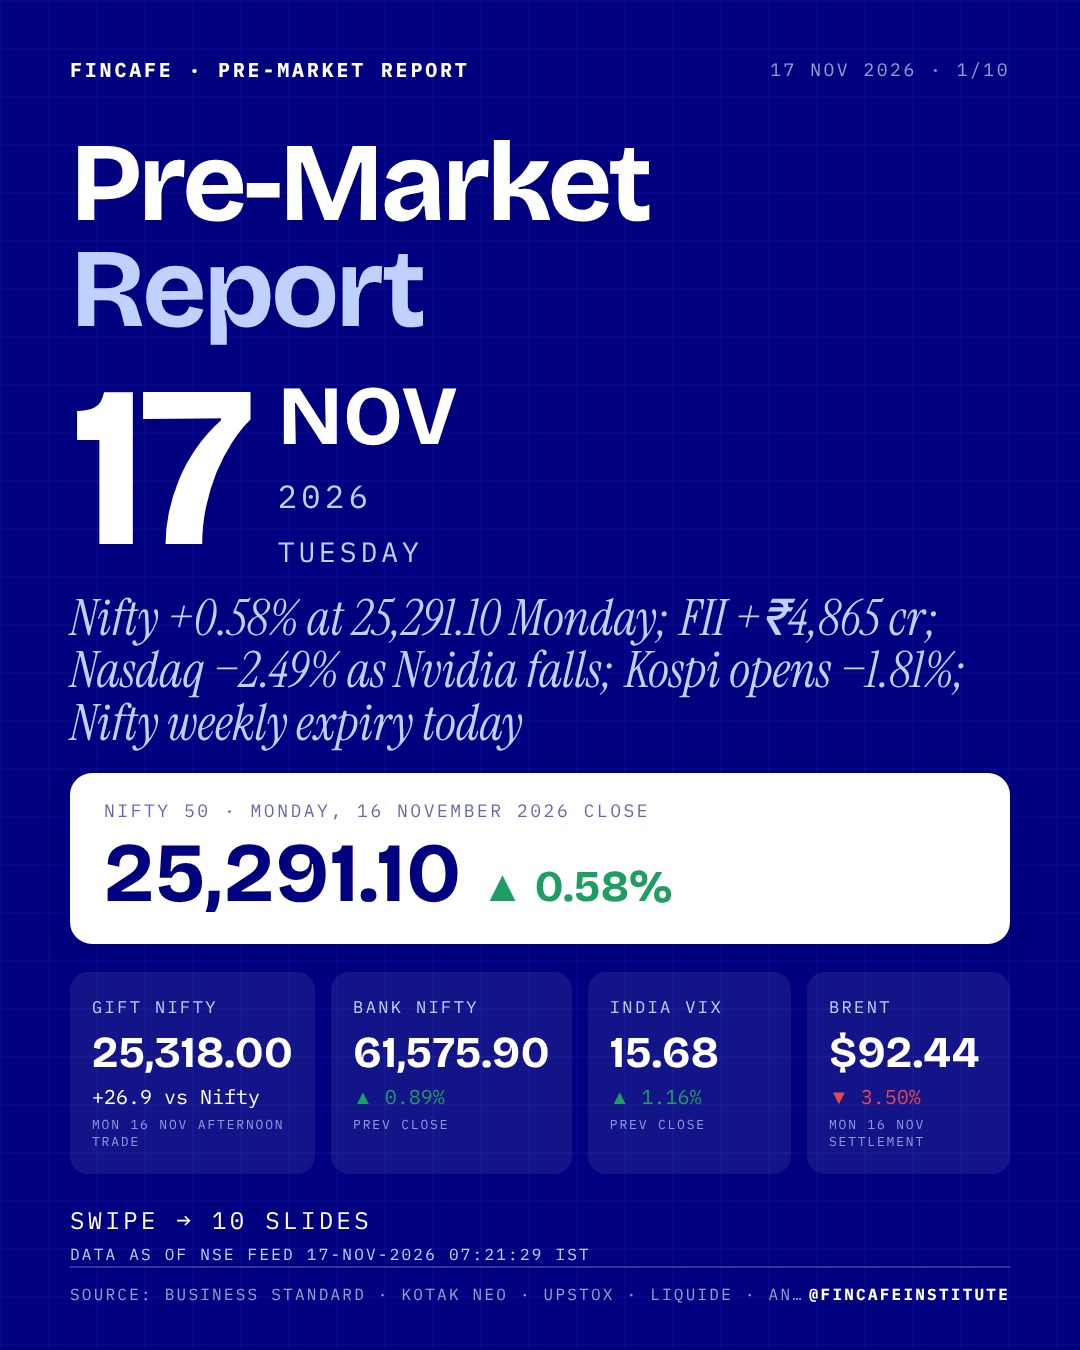 FINCAFE · PRE-MARKET REPORT
17 NOV 2026 · 1/10
Pre-Market
Report
17
NOV
2026
TUESDAY
Nifty +0.58% at 25,291.10 Monday; FII +₹4,865 cr;
Nasdaq −2.49% as Nvidia falls; Kospi opens −1.81%;
Nifty weekly expiry today
NIFTY 50 · MONDAY, 16 NOVEMBER 2026 CLOSE
25,291.10 ▲ 0.58%
GIFT NIFTY
25,318.00
+26.9 vs Nifty
MON 16 NOV AFTERNOON
TRADE
BANK NIFTY
61,575.90
▲ 0.89%
PREV CLOSE
INDIA VIX
15.68
▲ 1.16%
PREV CLOSE
BRENT
$92.44
▼ 3.50%
MON 16 NOV
SETTLEMENT
SWIPE → 10 SLIDES
DATA AS OF NSE FEED 17-NOV-2026 07:21:29 IST
SOURCE: BUSINESS STANDARD · KOTAK NEO · UPSTOX · LIQUIDE · AN… @FINCAFEINSTITUTE